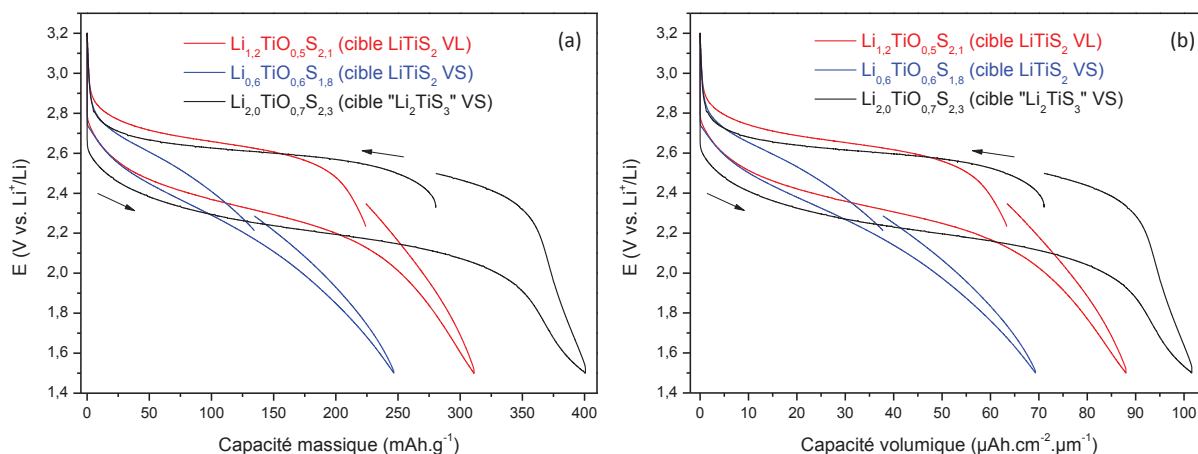 3,2
3,0
2,8
2,6
2,4
2,2
2,0
1,8
1,6
1,4
E (V vs. Li⁺/Li)
Li₁,₂TiO₀,₅S₂,₁ (cible LiTiS₂ VL)
Li₀,₆TiO₀,₆S₁,₈ (cible LiTiS₂ VS)
Li₂,₀TiO₀,₇S₂,₃ (cible "Li₂TiS₃" VS)
(a)
0 50 100 150 200 250 300 350 400
Capacité massique (mAh.g⁻¹)
3,2
3,0
2,8
2,6
2,4
2,2
2,0
1,8
1,6
1,4
E (V vs. Li⁺/Li)
Li₁,₂TiO₀,₅S₂,₁ (cible LiTiS₂ VL)
Li₀,₆TiO₀,₆S₁,₈ (cible LiTiS₂ VS)
Li₂,₀TiO₀,₇S₂,₃ (cible "Li₂TiS₃" VS)
(b)
0 10 20 30 40 50 60 70 80 90 100
Capacité volumique (µAh.cm⁻².µm⁻¹)